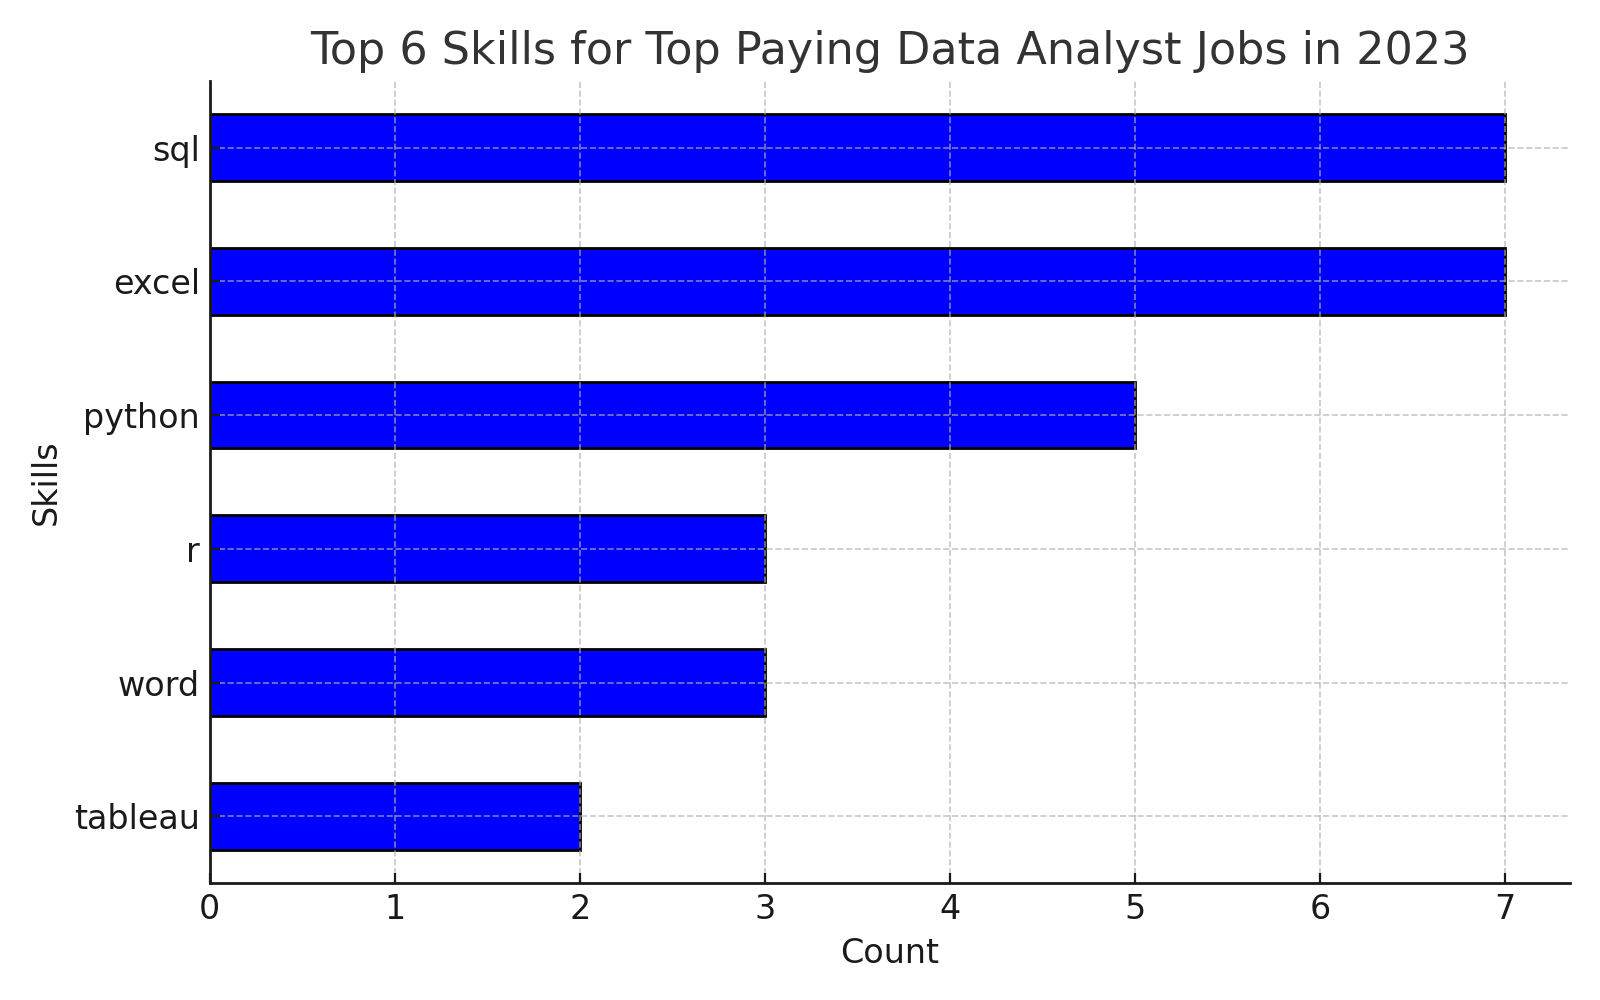 Top 6 Skills for Top Paying Data Analyst Jobs in 2023
sql
excel
python
r
word
tableau
Skills
0 1 2 3 4 5 6 7
Count